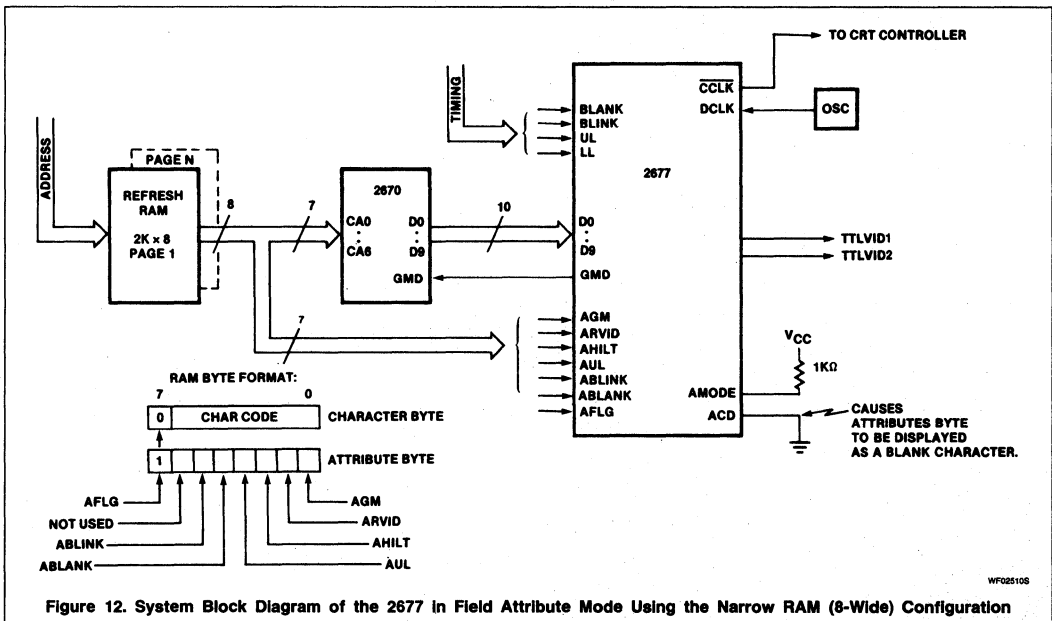 TO CRT CONTROLLER
ADDRESS
TIMING
CCLK
DCLK
OSC
BLANK
BLINK
UL
LL
2677
PAGE N
REFRESH
RAM
2K × 8
PAGE 1
8
7
2670
CA0
CA6
D0
D9
GMD
10
D0
D9
GMD
TTLVID1
TTLVID2
7
AGM
ARVID
AHILT
AUL
ABLINK
ABLANK
AFLG
VCC
1KΩ
AMODE
ACD
CAUSES
ATTRIBUTES BYTE
TO BE DISPLAYED
AS A BLANK CHARACTER.
RAM BYTE FORMAT:
7 0
0 CHAR CODE CHARACTER BYTE
1 ATTRIBUTE BYTE
AFLG
NOT USED
ABLINK
ABLANK
AGM
ARVID
AHILT
AUL
WF02510S
Figure 12. System Block Diagram of the 2677 in Field Attribute Mode Using the Narrow RAM (8-Wide) Configuration